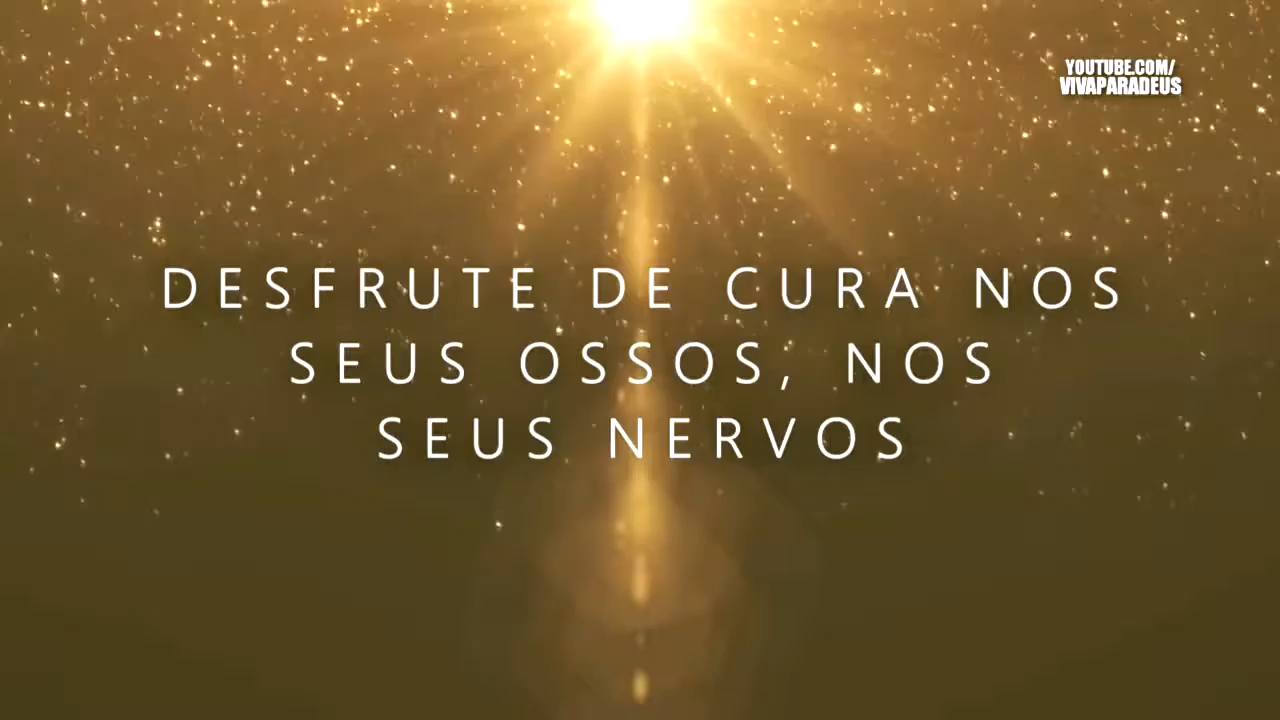 YOUTUBE.COM/
VIVAPARADEUS
DESFRUTE DE CURA NOS
SEUS OSSOS, NOS
SEUS NERVOS